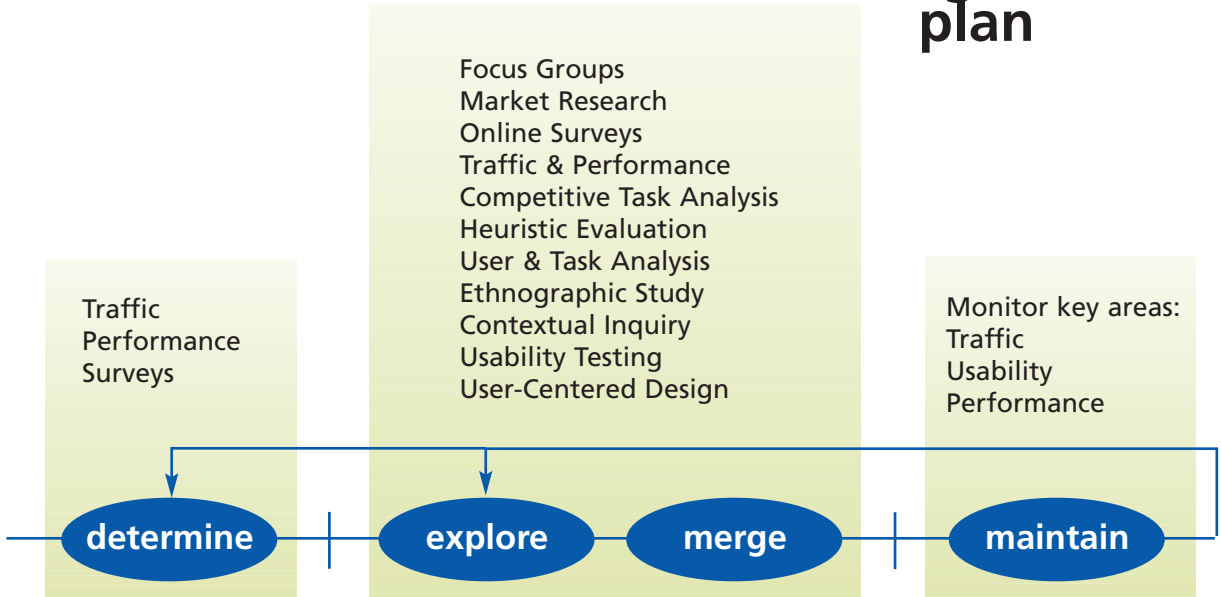 plan
Focus Groups
Market Research
Online Surveys
Traffic & Performance
Competitive Task Analysis
Heuristic Evaluation
User & Task Analysis
Ethnographic Study
Contextual Inquiry
Usability Testing
User-Centered Design
Traffic
Performance
Surveys
Monitor key areas:
Traffic
Usability
Performance
determine
explore
merge
maintain